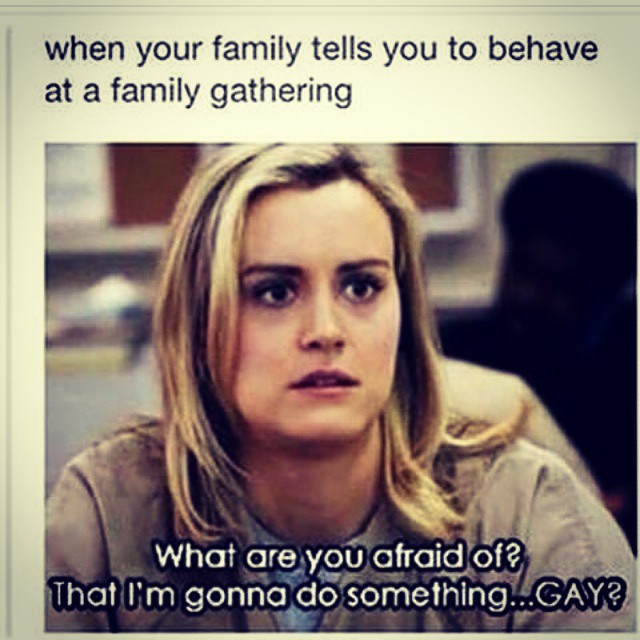 when your family tells you to behave
at a family gathering
What are you afraid of?
That I'm gonna do something...GAY?